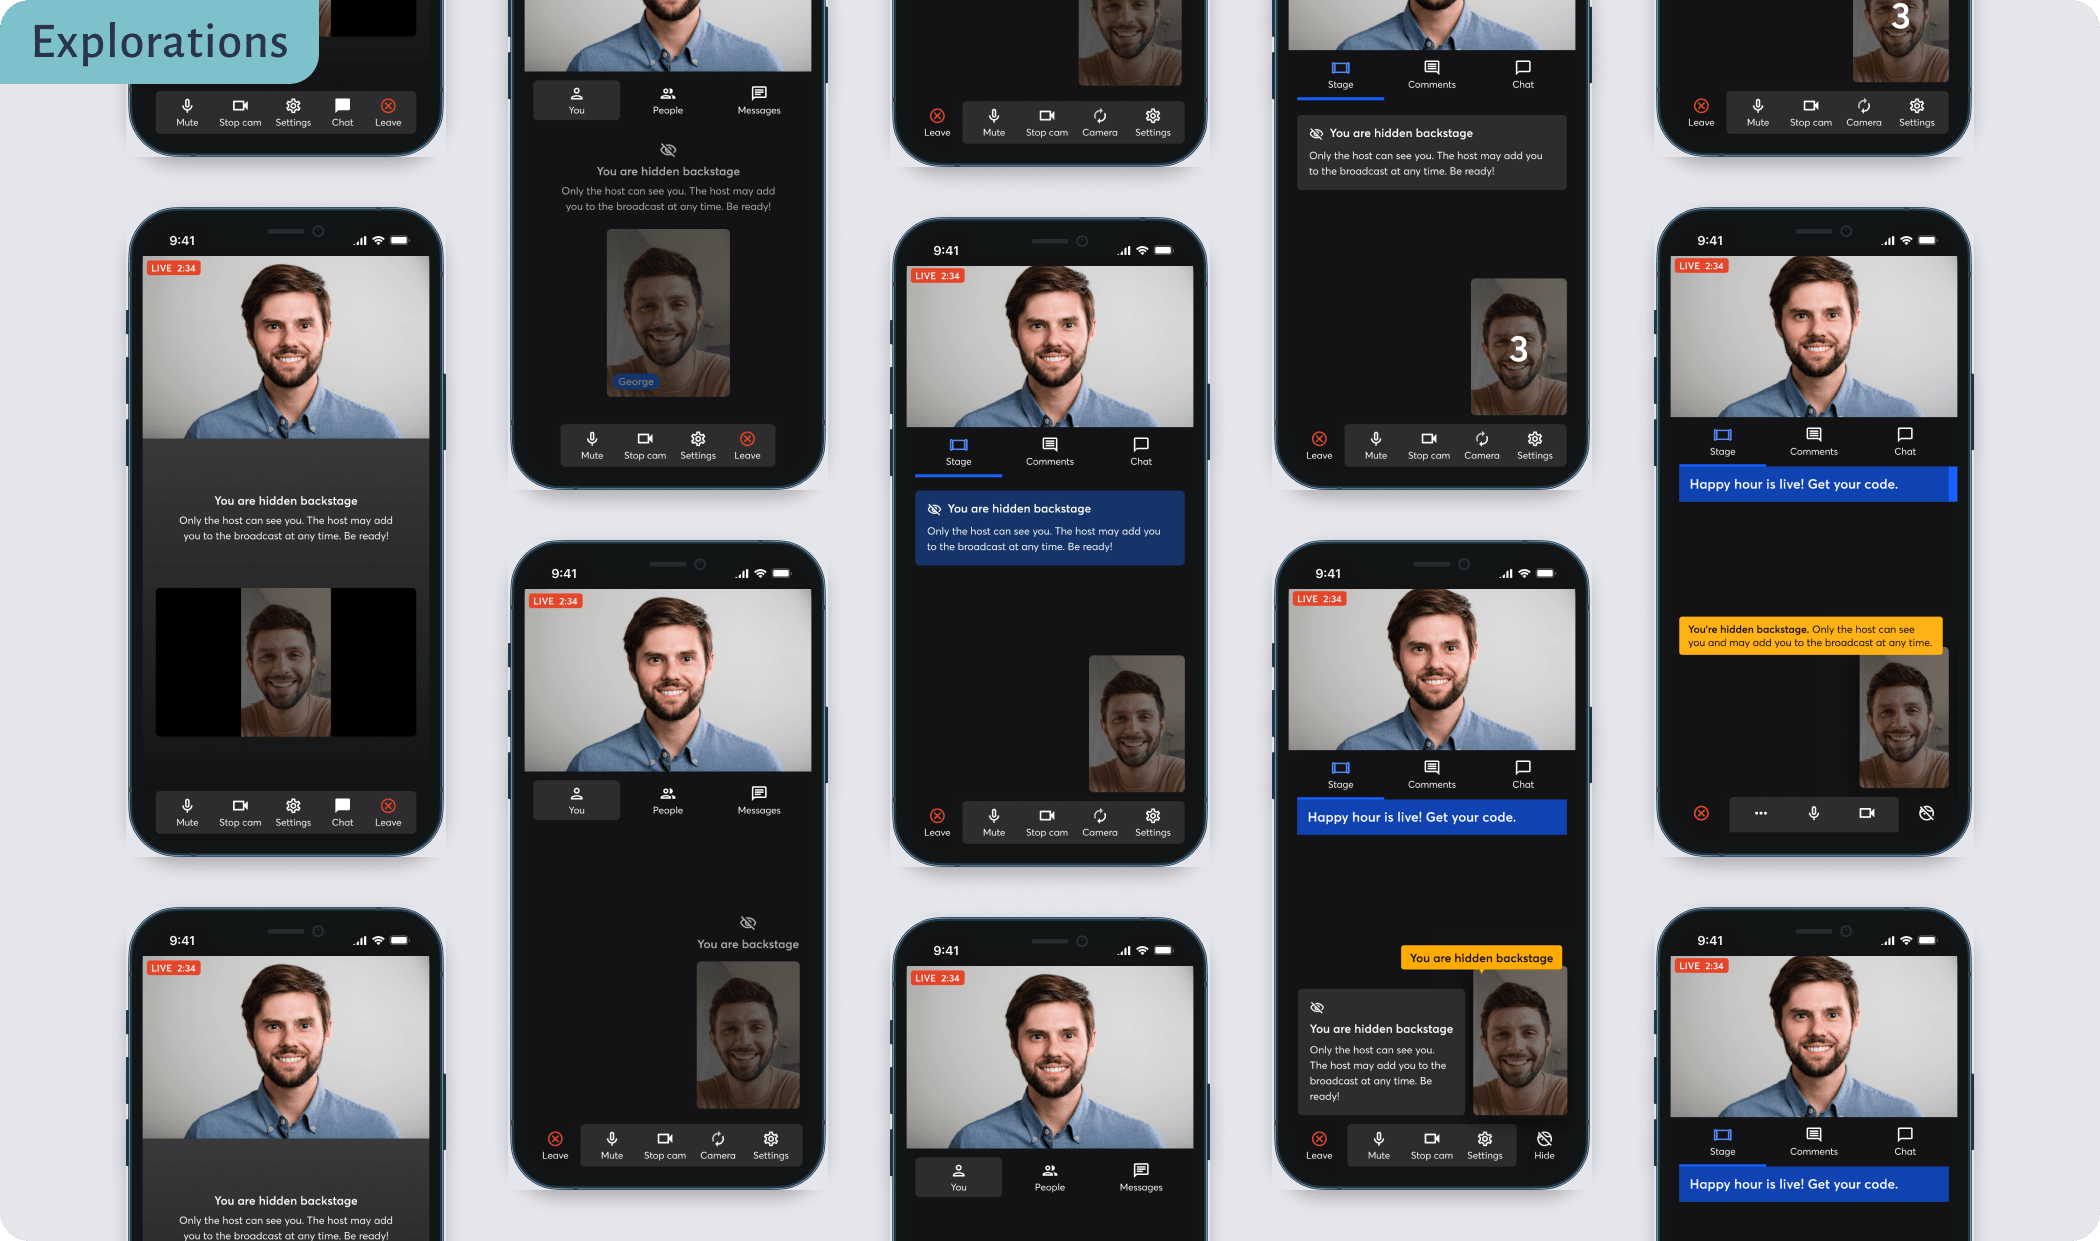 Explorations
Mute Stop cam Settings Chat Leave
9:41
LIVE 2:34
You are hidden backstage
Only the host can see you. The host may add
you to the broadcast at any time. Be ready!
Mute Stop cam Settings Chat Leave
9:41
LIVE 2:34
You are hidden backstage
Only the host can see you. The host may add
you to the broadcast at any time. Be ready!
You People Messages
You are hidden backstage
Only the host can see you. The host may add
you to the broadcast at any time. Be ready!
George
Mute Stop cam Settings Leave
9:41
LIVE 2:34
You People Messages
You are backstage
Leave Mute Stop cam Camera Settings
Leave Mute Stop cam Camera Settings
9:41
LIVE 2:34
Stage Comments Chat
You are hidden backstage
Only the host can see you. The host may add you
to the broadcast at any time. Be ready!
Leave Mute Stop cam Camera Settings
9:41
LIVE 2:34
You People Messages
Stage Comments Chat
You are hidden backstage
Only the host can see you. The host may add you
to the broadcast at any time. Be ready!
3
Leave Mute Stop cam Camera Settings
9:41
LIVE 2:34
Stage Comments Chat
Happy hour is live! Get your code.
You are hidden backstage
You are hidden backstage
Only the host can see you.
The host may add you to the
broadcast at any time. Be
ready!
Leave Mute Stop cam Settings Hide
3
Leave Mute Stop cam Camera Settings
9:41
LIVE 2:34
Stage Comments Chat
Happy hour is live! Get your code.
You're hidden backstage. Only the host can see
you and may add you to the broadcast at any time.
9:41
LIVE 2:34
Stage Comments Chat
Happy hour is live! Get your code.